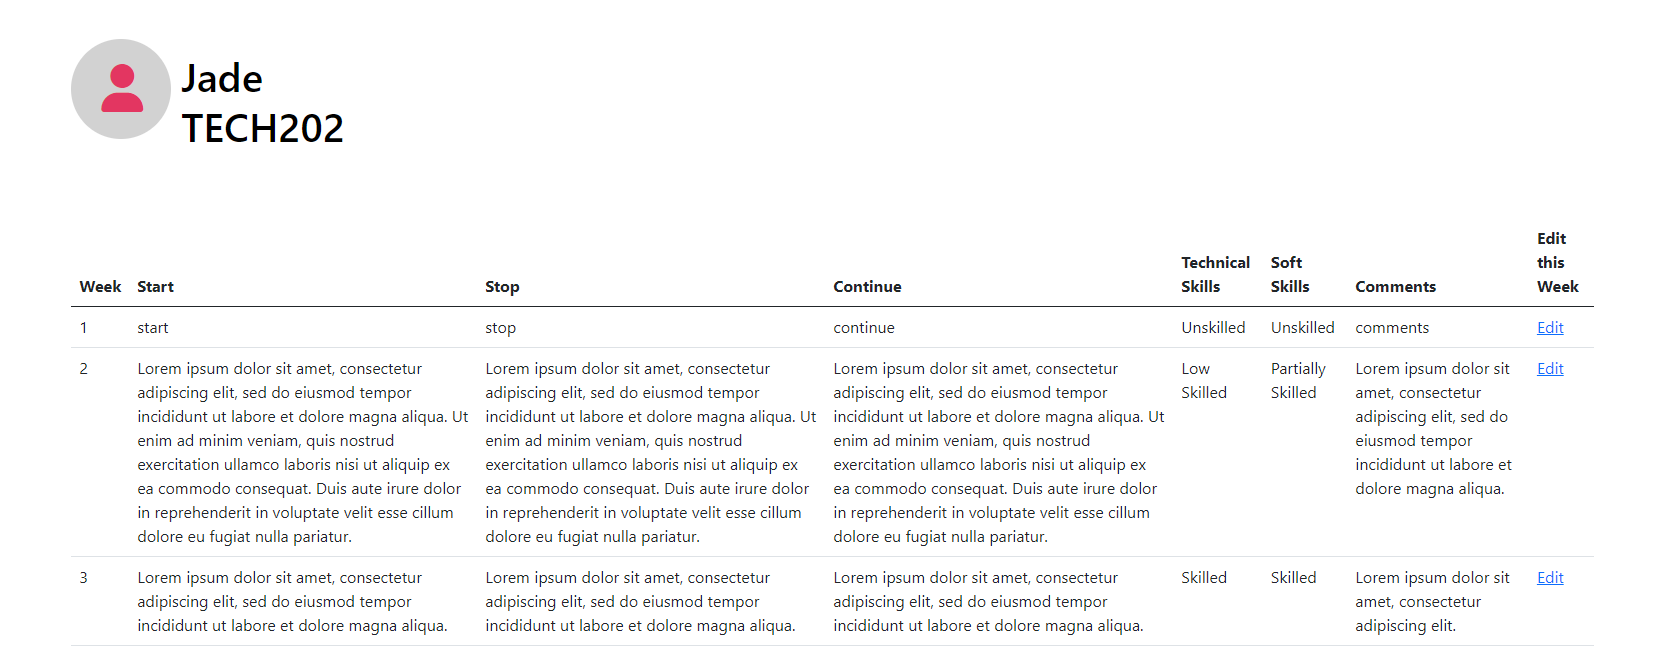 Jade
TECH202
Week Start Stop Continue Technical Skills Soft Skills Comments Edit this Week
1 start stop continue Unskilled Unskilled comments Edit
2
Lorem ipsum dolor sit amet, consectetur
adipiscing elit, sed do eiusmod tempor
incididunt ut labore et dolore magna aliqua. Ut
enim ad minim veniam, quis nostrud
exercitation ullamco laboris nisi ut aliquip ex
ea commodo consequat. Duis aute irure dolor
in reprehenderit in voluptate velit esse cillum
dolore eu fugiat nulla pariatur.
Lorem ipsum dolor sit amet, consectetur
adipiscing elit, sed do eiusmod tempor
incididunt ut labore et dolore magna aliqua. Ut
enim ad minim veniam, quis nostrud
exercitation ullamco laboris nisi ut aliquip ex
ea commodo consequat. Duis aute irure dolor
in reprehenderit in voluptate velit esse cillum
dolore eu fugiat nulla pariatur.
Lorem ipsum dolor sit amet, consectetur
adipiscing elit, sed do eiusmod tempor
incididunt ut labore et dolore magna aliqua. Ut
enim ad minim veniam, quis nostrud
exercitation ullamco laboris nisi ut aliquip ex
ea commodo consequat. Duis aute irure dolor
in reprehenderit in voluptate velit esse cillum
dolore eu fugiat nulla pariatur.
Low
Skilled
Partially
Skilled
Lorem ipsum dolor sit
amet, consectetur
adipiscing elit, sed do
eiusmod tempor
incididunt ut labore et
dolore magna aliqua.
Edit
3
Lorem ipsum dolor sit amet, consectetur
adipiscing elit, sed do eiusmod tempor
incididunt ut labore et dolore magna aliqua.
Lorem ipsum dolor sit amet, consectetur
adipiscing elit, sed do eiusmod tempor
incididunt ut labore et dolore magna aliqua.
Lorem ipsum dolor sit amet, consectetur
adipiscing elit, sed do eiusmod tempor
incididunt ut labore et dolore magna aliqua.
Skilled
Skilled
Lorem ipsum dolor sit
amet, consectetur
adipiscing elit.
Edit